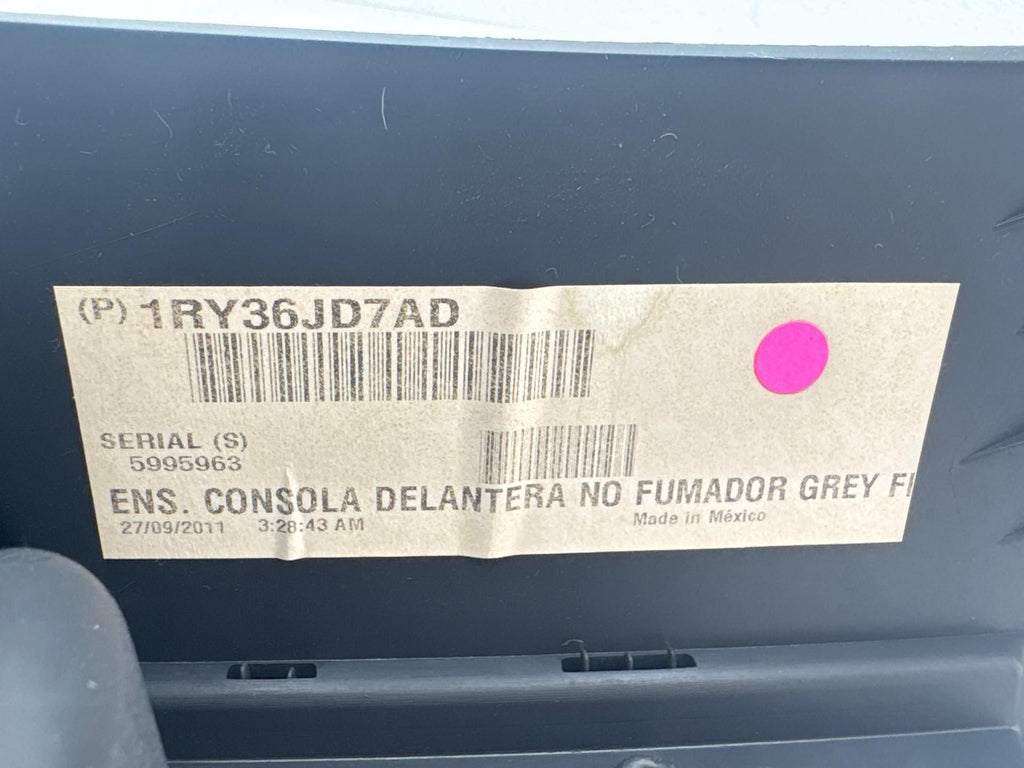 (P) 1RY36JD7AD
SERIAL (S)
5995963
ENS. CONSOLA DELANTERA NO FUMADOR GREY
27/09/2011 3:28:43 AM
Made in México